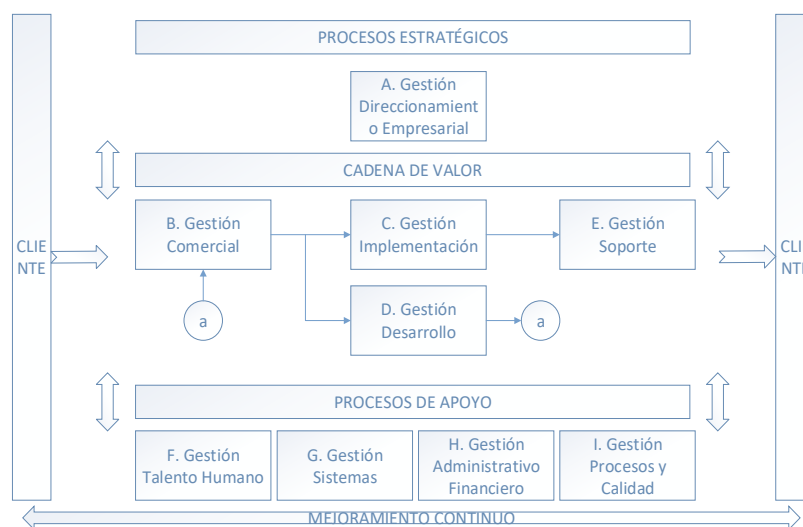 PROCESOS ESTRATÉGICOS
A. Gestión
Direccionamient
o Empresarial
CADENA DE VALOR
CLIE
NTE
B. Gestión
Comercial
C. Gestión
Implementación
E. Gestión
Soporte
CLI
NTE
a
D. Gestión
Desarrollo
a
PROCESOS DE APOYO
F. Gestión
Talento Humano
G. Gestión
Sistemas
H. Gestión
Administrativo
Financiero
I. Gestión
Procesos y
Calidad
MEJORAMIENTO CONTINUO